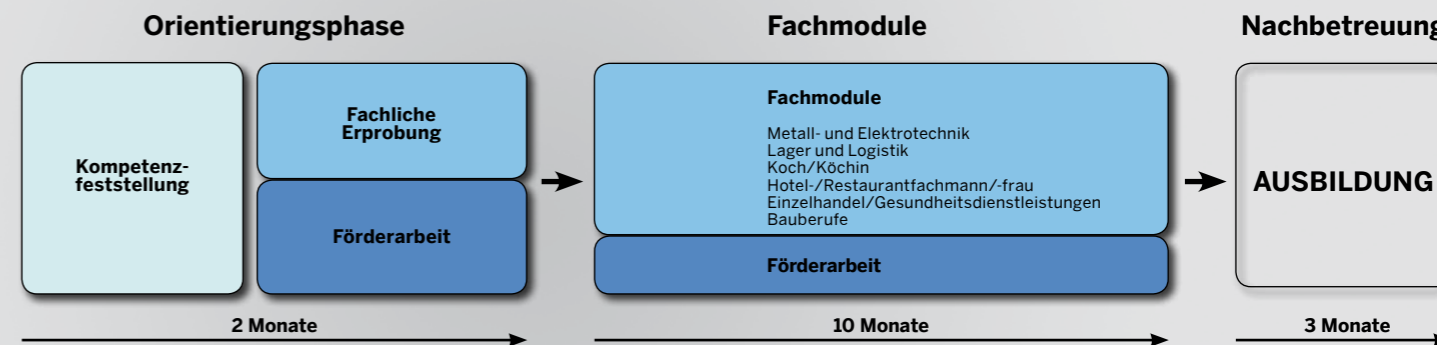 Orientierungsphase
Kompetenz-
feststellung
Fachliche
Erprobung
Förderarbeit
2 Monate
Fachmodule
Fachmodule
Metall- und Elektrotechnik
Lager und Logistik
Koch/Köchin
Hotel-/Restaurantfachmann/-frau
Einzelhandel/Gesundheitsdienstleistungen
Bauberufe
Förderarbeit
10 Monate
Nachbetreuung
AUSBILDUNG
3 Monate